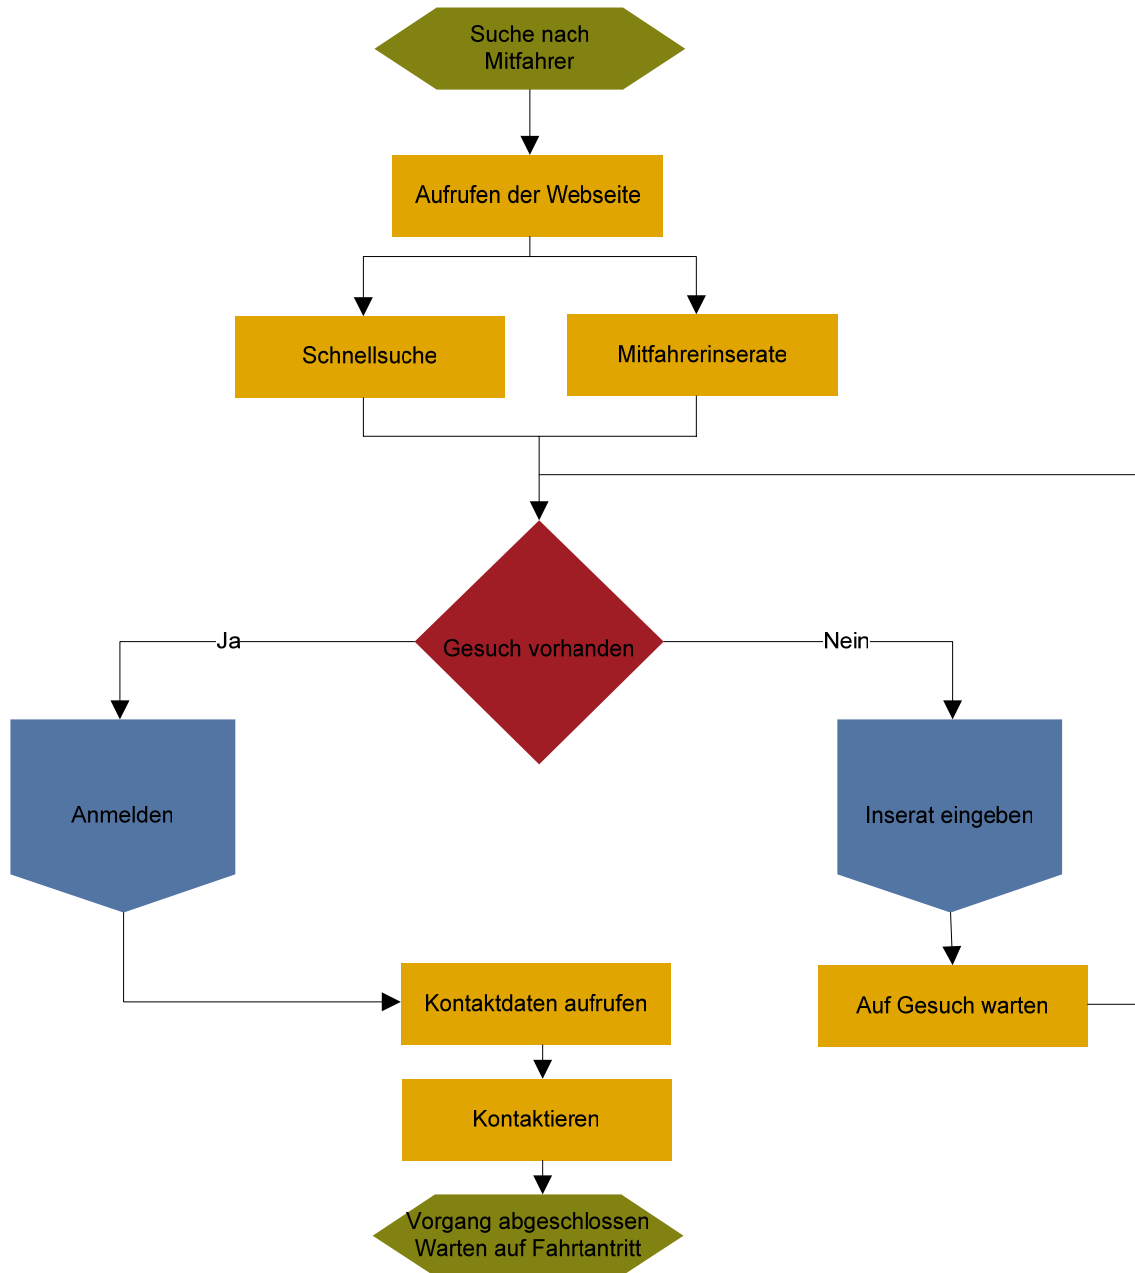 Suche nach
Mitfahrer
Aufrufen der Webseite
Schnellsuche
Mitfahrerinserate
Gesuch vorhanden
Ja
Nein
Anmelden
Inserat eingeben
Kontaktdaten aufrufen
Auf Gesuch warten
Kontaktieren
Vorgang abgeschlossen
Warten auf Fahrtantritt